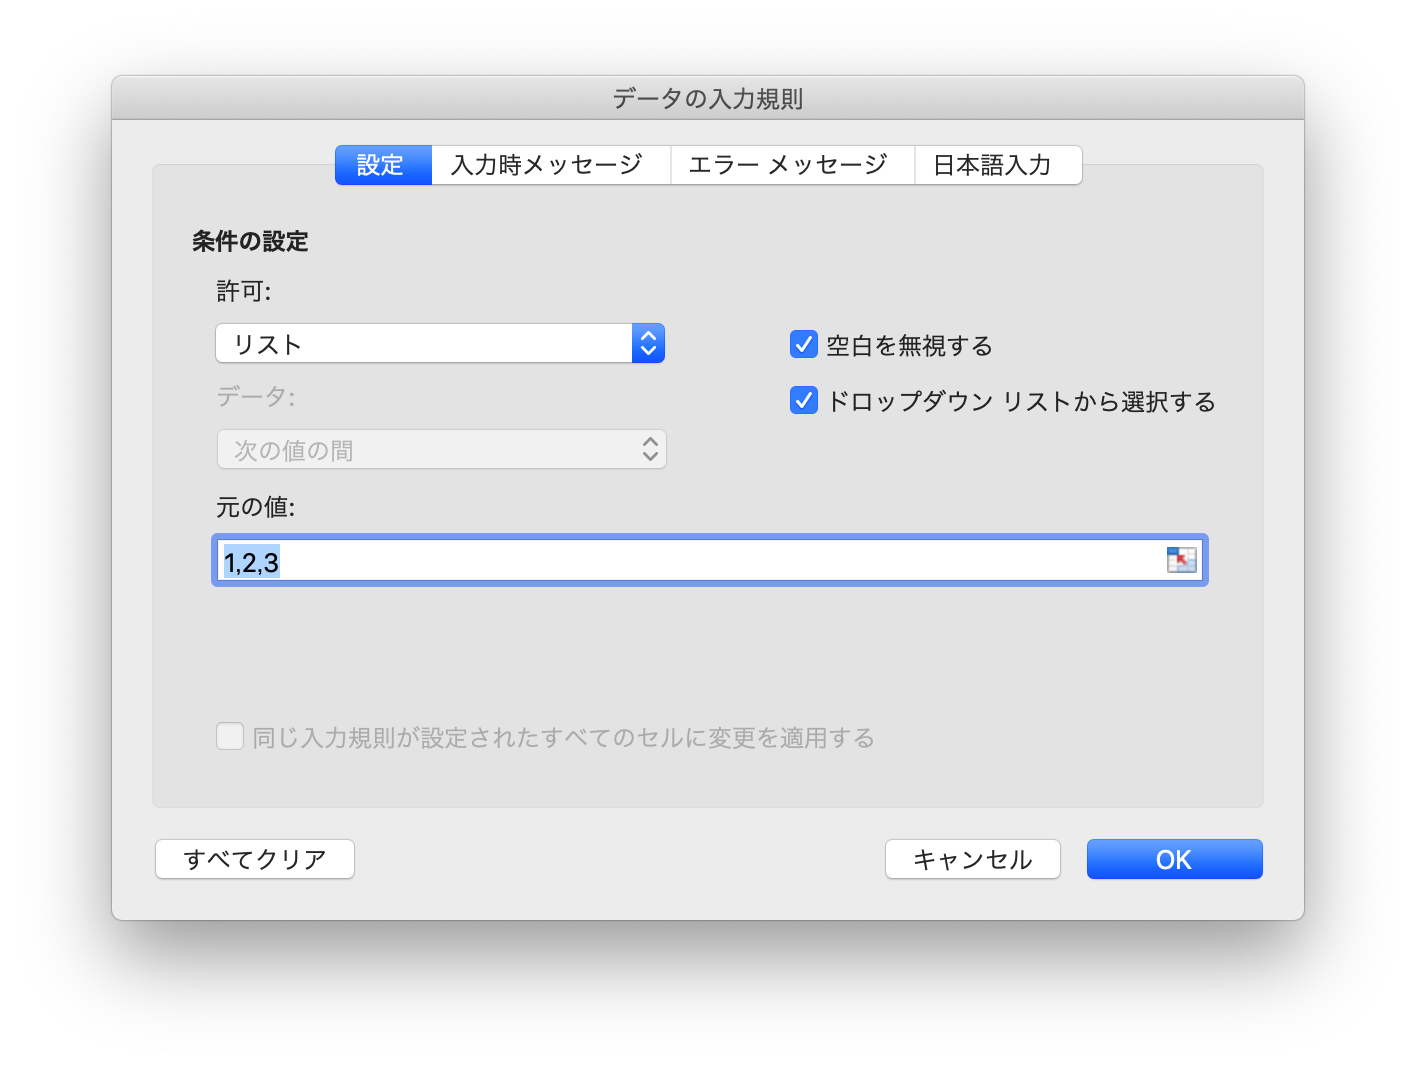 データの入力規則
設定 入力時メッセージ エラー メッセージ 日本語入力
条件の設定
許可:
リスト
空白を無視する
データ:
ドロップダウン リストから選択する
次の値の間
元の値:
1,2,3
同じ入力規則が設定されたすべてのセルに変更を適用する
すべてクリア キャンセル OK